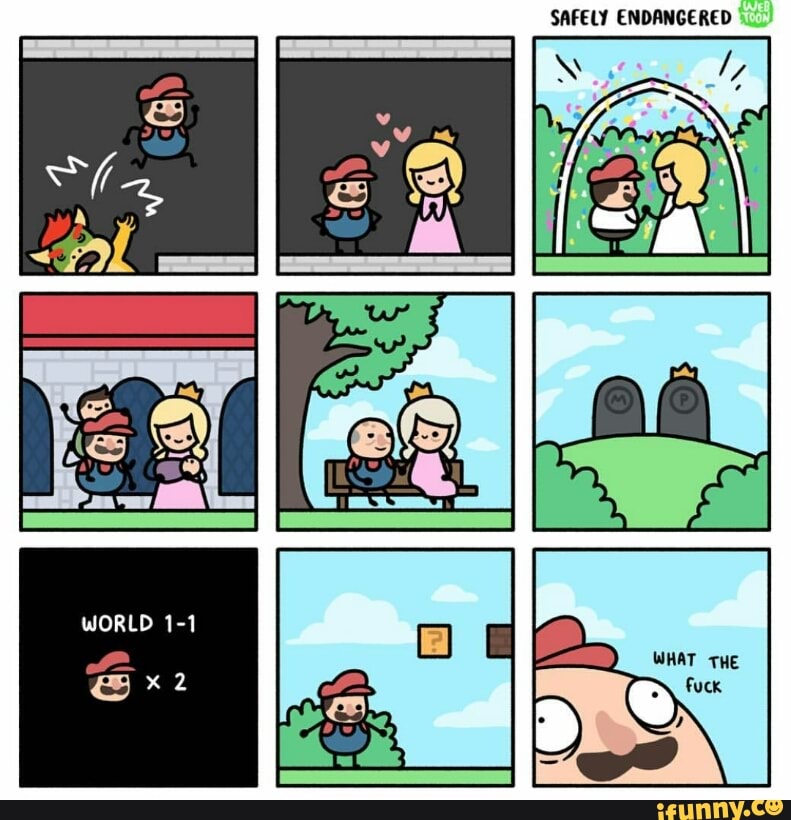 SAFELY ENDANGERED
WEB
TOON
M P
?
WORLD 1-1
x 2
WHAT THE
FUCK
ifunny.co